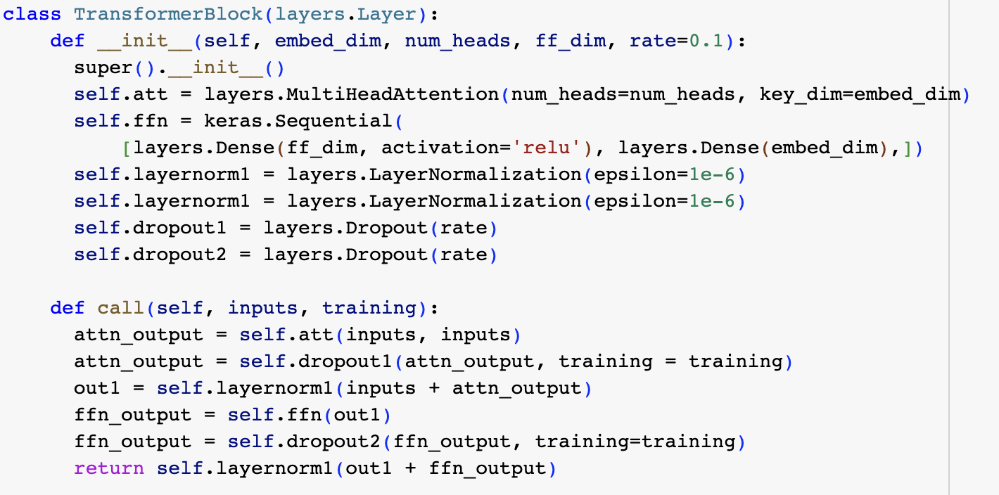 class TransformerBlock(layers.Layer):
    def __init__(self, embed_dim, num_heads, ff_dim, rate=0.1):
      super().__init__()
      self.att = layers.MultiHeadAttention(num_heads=num_heads, key_dim=embed_dim)
      self.ffn = keras.Sequential(
          [layers.Dense(ff_dim, activation='relu'), layers.Dense(embed_dim),])
      self.layernorm1 = layers.LayerNormalization(epsilon=1e-6)
      self.layernorm1 = layers.LayerNormalization(epsilon=1e-6)
      self.dropout1 = layers.Dropout(rate)
      self.dropout2 = layers.Dropout(rate)

    def call(self, inputs, training):
      attn_output = self.att(inputs, inputs)
      attn_output = self.dropout1(attn_output, training = training)
      out1 = self.layernorm1(inputs + attn_output)
      ffn_output = self.ffn(out1)
      ffn_output = self.dropout2(ffn_output, training=training)
      return self.layernorm1(out1 + ffn_output)